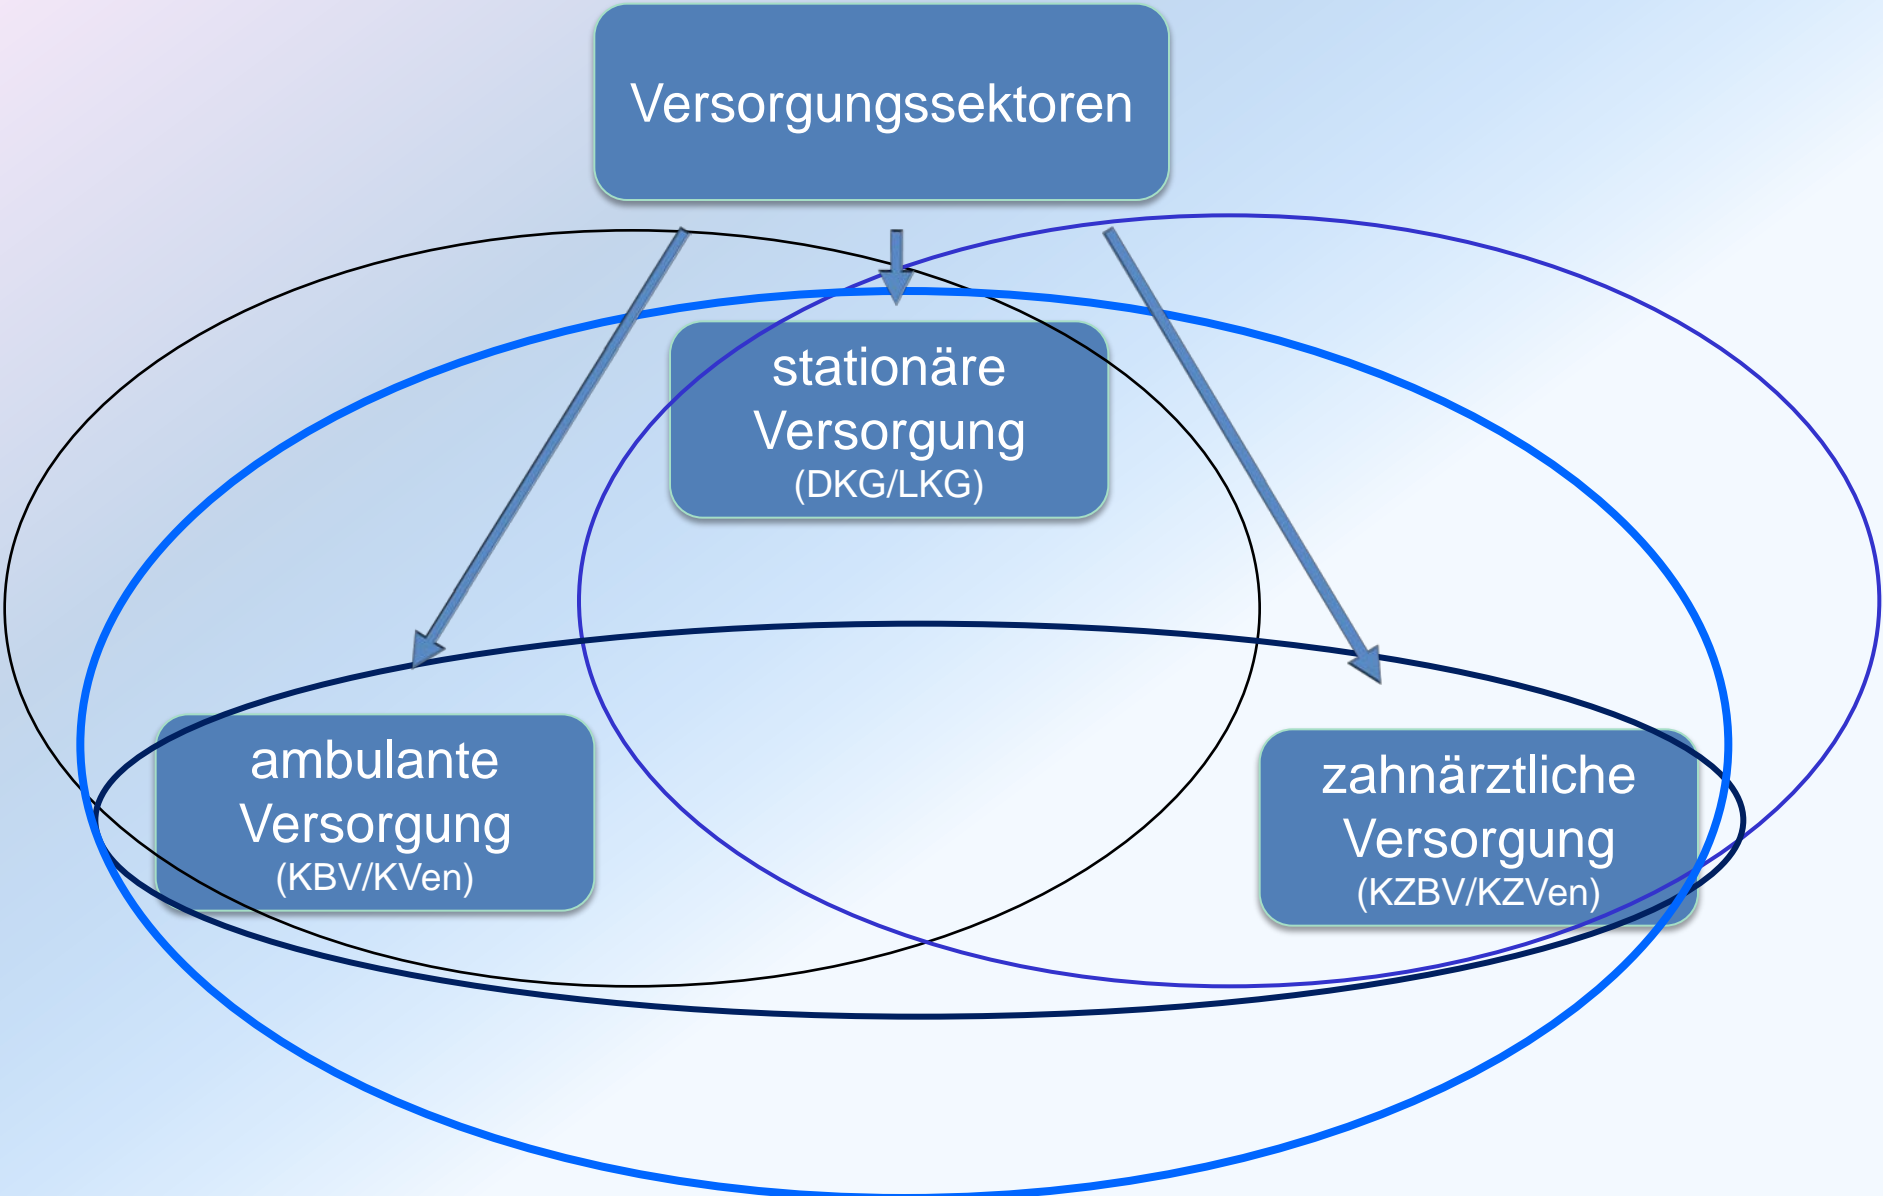 Versorgungssektoren
stationäre
Versorgung
(DKG/LKG)
ambulante
Versorgung
(KBV/KVen)
zahnärztliche
Versorgung
(KZBV/KZVen)